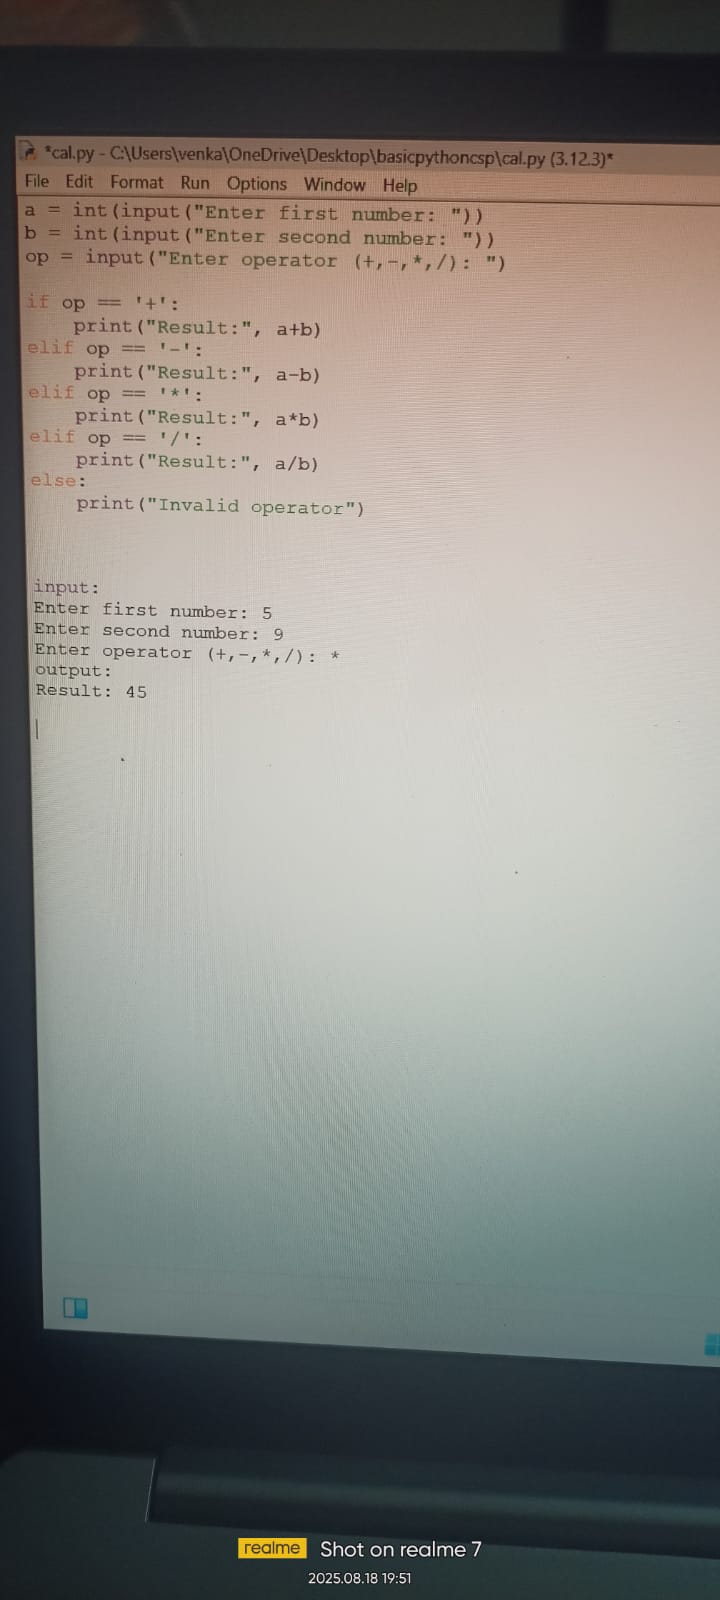 *cal.py - C:\Users\venka\OneDrive\Desktop\basicpythoncsp\cal.py (3.12.3)*
File Edit Format Run Options Window Help
a = int(input("Enter first number: "))
b = int(input("Enter second number: "))
op = input("Enter operator (+,-,*,/): ")
if op == '+':
    print("Result:", a+b)
elif op == '-':
    print("Result:", a-b)
elif op == '*':
    print("Result:", a*b)
elif op == '/':
    print("Result:", a/b)
else:
    print("Invalid operator")
input:
Enter first number: 5
Enter second number: 9
Enter operator (+,-,*,/): *
output:
Result: 45
realme Shot on realme 7
2025.08.18 19:51